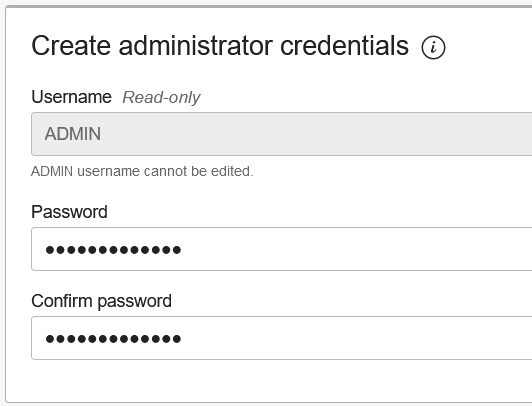 Create administrator credentials
Username Read-only
ADMIN
ADMIN username cannot be edited.
Password
•••••••••••••
Confirm password
•••••••••••••